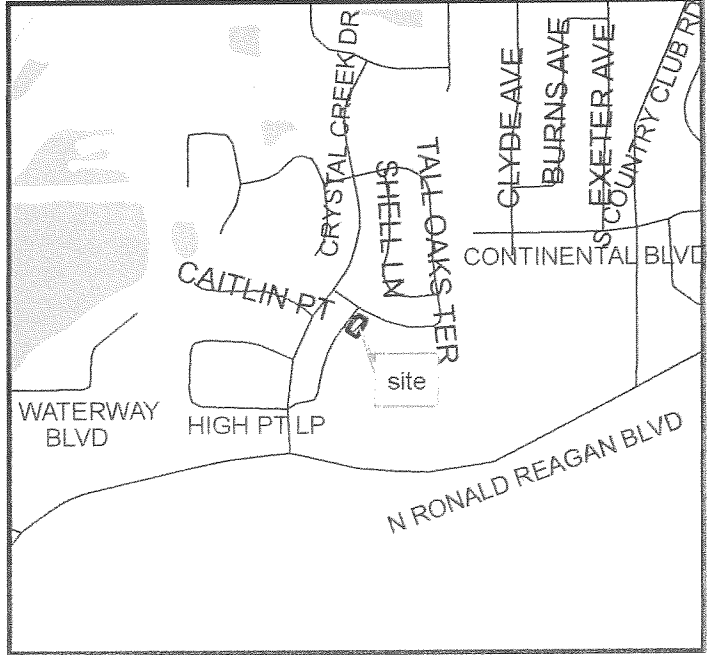 CRYSTAL CREEK DR
CLYDE AVE
BURNS AVE
S EXETER AVE
COUNTRY CLUB RD
TALL OAKS TER
SHELL LN
CONTINENTAL BLVD
CAITLIN PT
site
WATERWAY
BLVD
HIGH PT LP
N RONALD REAGAN BLVD